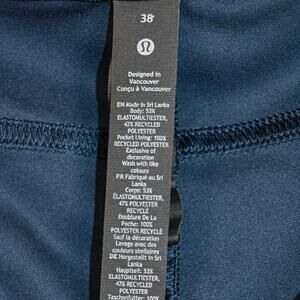 38
Designed in
Vancouver
Conçu à Vancouver
EN Made in Sri Lanka
Body: 53%
ELASTOMULTIESTER,
47% RECYCLED
POLYESTER
Pocket Lining: 100%
RECYCLED POLYESTER
Exclusive of
decoration
Wash with like
colours
FR Fabriqué au Sri
Lanka
Corps: 53%
ÉLASTOMULTIESTER,
47% POLYESTER
RECYCLÉ
Doublure De La
Poche: 100%
POLYESTER RECYCLÉ
Sauf la décoration
Lavage avec des
couleurs similaires
DE Hergestellt in Sri
Lanka
Hauptteil: 53%
ELASTOMULTIESTER,
47% RECYCELTER
POLYESTER
Taschenfutter: 100%